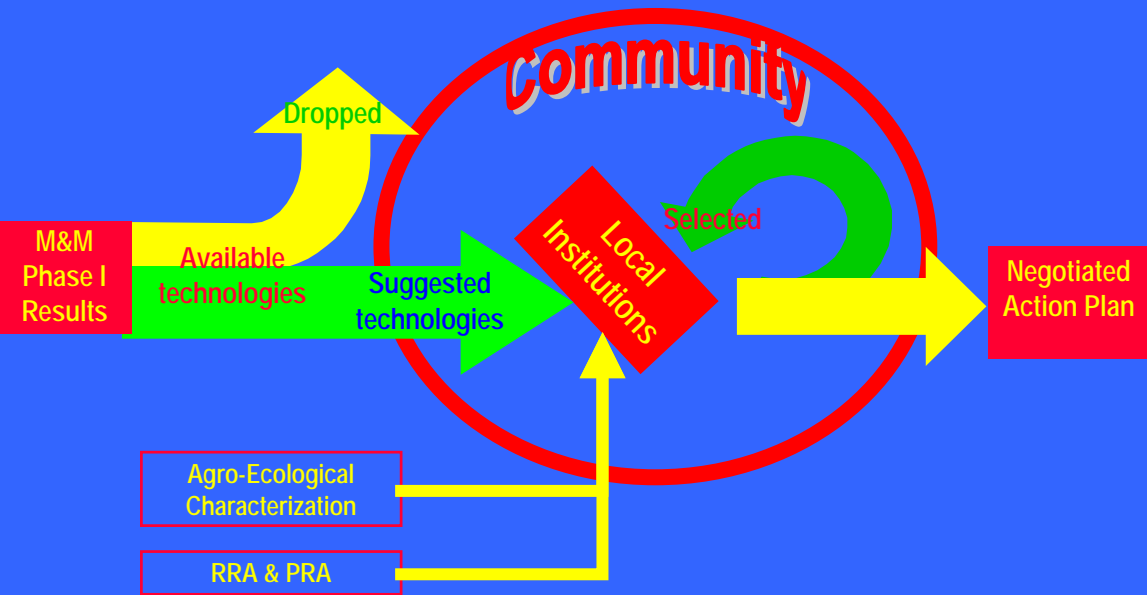 Community
Dropped
M&M
Phase I
Results
Available
technologies
Suggested
technologies
Local
Institutions
Selected
Negotiated
Action Plan
Agro-Ecological
Characterization
RRA & PRA